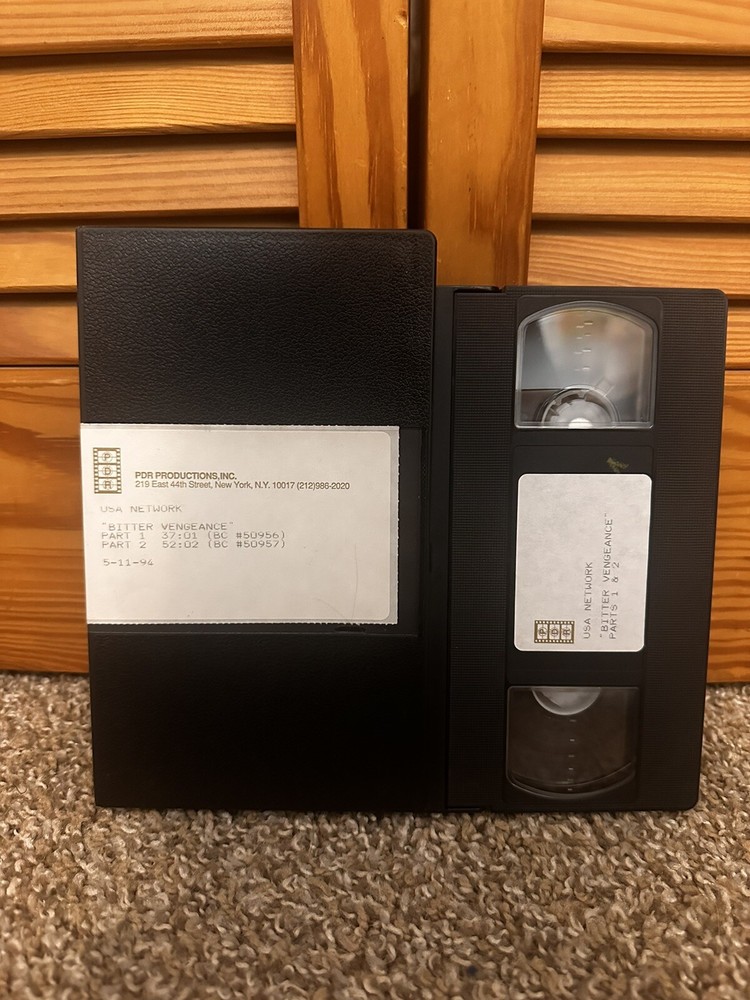 PDR
PDR PRODUCTIONS, INC.
219 East 44th Street, New York, N.Y. 10017 (212)986-2020
USA NETWORK
"BITTER VENGEANCE"
PART 1 37:01 (BC #50956)
PART 2 52:02 (BC #50957)
5-11-94
PDR
USA NETWORK
"BITTER VENGEANCE"
PARTS 1 & 2